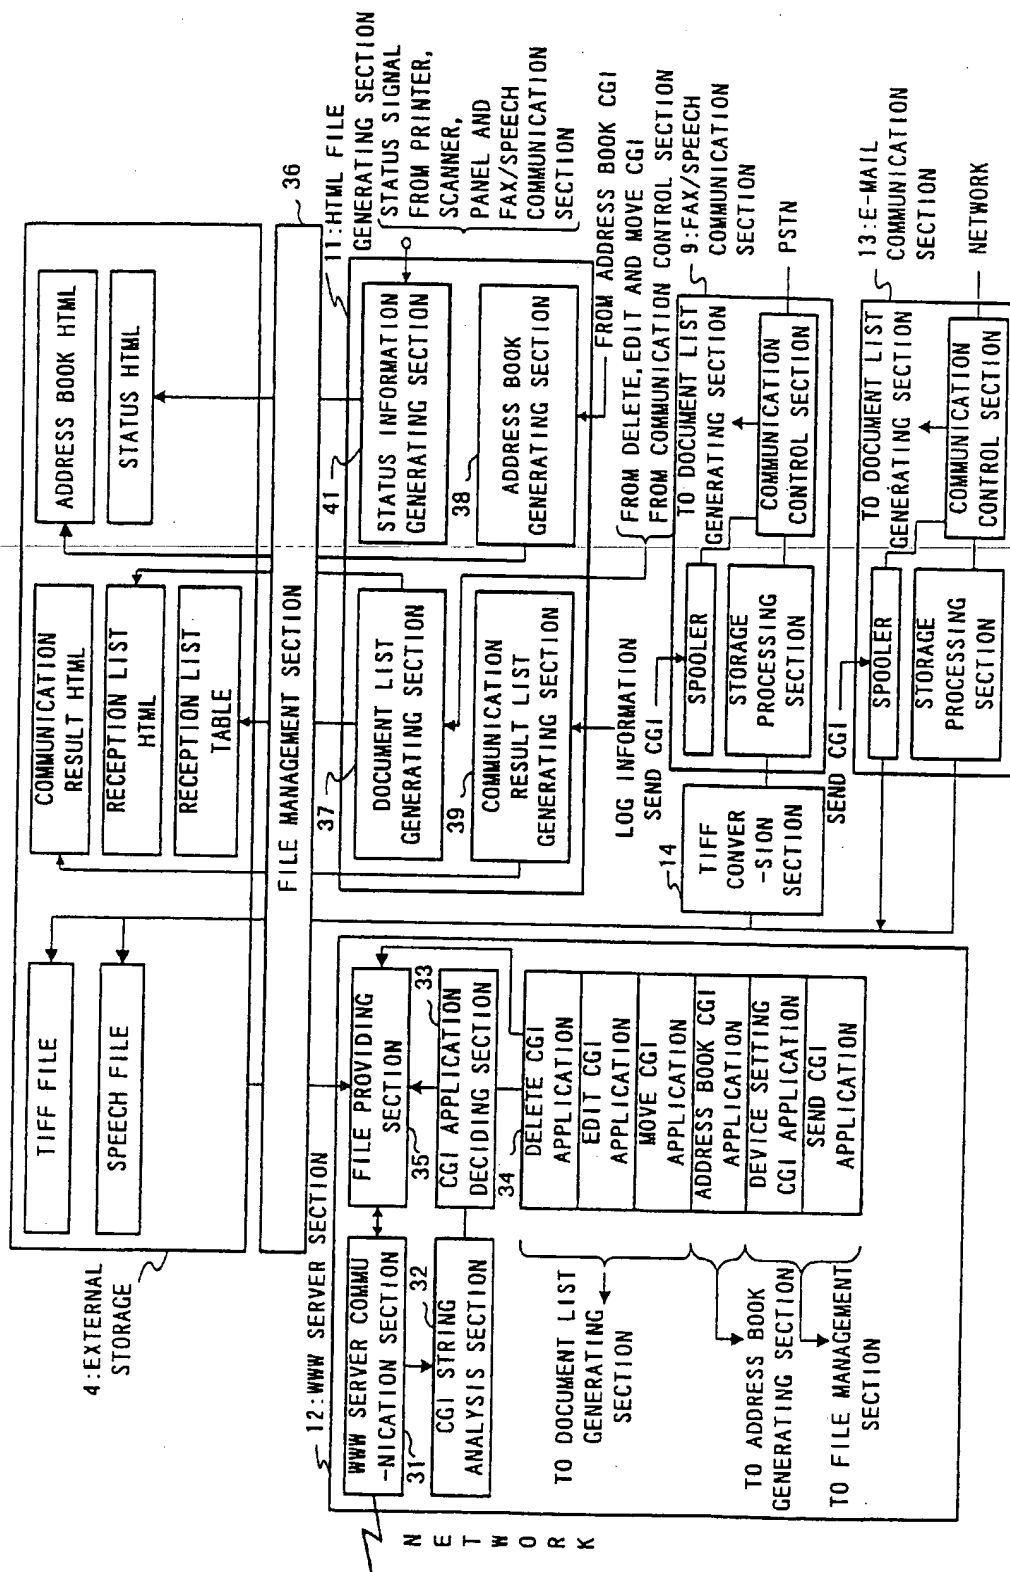 4:EXTERNAL
STORAGE
TIFF FILE
SPEECH FILE
COMMUNICATION
RESULT HTML
RECEPTION LIST
HTML
RECEPTION LIST
TABLE
ADDRESS BOOK HTML
STATUS HTML
FILE MANAGEMENT SECTION
36
12:WWW SERVER SECTION
WWW SERVER COMMU
-NICATION SECTION
31
CGI STRING
ANALYSIS SECTION
32
FILE PROVIDING
SECTION
35
CGI APPLICATION
DECIDING SECTION
33
34
DELETE CGI
APPLICATION
EDIT CGI
APPLICATION
MOVE CGI
APPLICATION
ADDRESS BOOK CGI
APPLICATION
DEVICE SETTING
CGI APPLICATION
SEND CGI
APPLICATION
TO DOCUMENT LIST
GENERATING
SECTION
TO ADDRESS BOOK
GENERATING SECTION
TO FILE MANAGEMENT
SECTION
NETWORK
11:HTML FILE
GENERATING SECTION
37
DOCUMENT LIST
GENERATING SECTION
39
COMMUNICATION
RESULT LIST
GENERATING SECTION
41
STATUS INFORMATION
GENERATING SECTION
38
ADDRESS BOOK
GENERATING SECTION
STATUS SIGNAL
FROM PRINTER,
SCANNER,
PANEL AND
FAX/SPEECH
COMMUNICATION
SECTION
FROM ADDRESS BOOK CGI
FROM DELETE,EDIT AND MOVE CGI
FROM COMMUNICATION CONTROL SECTION
LOG INFORMATION
SEND CGI
14
TIFF
CONVER
-SION
SECTION
9:FAX/SPEECH
COMMUNICATION
SECTION
SPOOLER
STORAGE
PROCESSING
SECTION
TO DOCUMENT LIST
GENERATING SECTION
COMMUNICATION
CONTROL SECTION
PSTN
SEND CGI
13:E-MAIL
COMMUNICATION
SECTION
SPOOLER
STORAGE
PROCESSING
SECTION
TO DOCUMENT LIST
GENERATING SECTION
COMMUNICATION
CONTROL SECTION
NETWORK